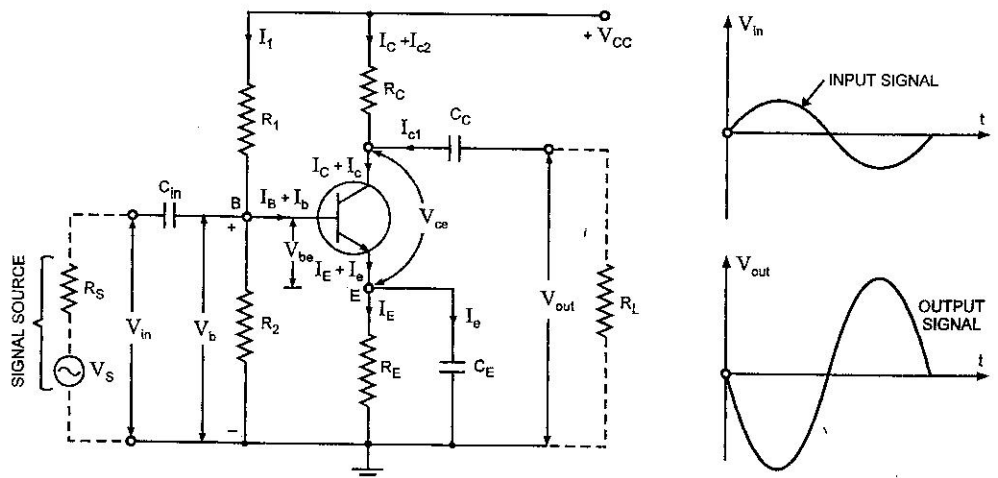 I1
IC + Ic2
+ VCC
RC
R1
Ic1
CC
IC + Ic
Cin
B
IB + Ib
+
Vbe
Vce
IE + Ie
E
SIGNAL SOURCE
RS
VS
Vin
Vb
R2
IE
Ie
RE
CE
Vout
RL
–
Vin
INPUT SIGNAL
t
Vout
OUTPUT
SIGNAL
t